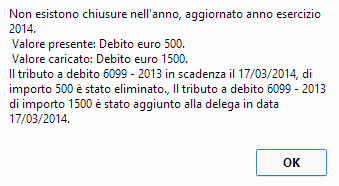 Non esistono chiusure nell'anno, aggiornato anno esercizio
2014.
Valore presente: Debito euro 500.
Valore caricato: Debito euro 1500.
Il tributo a debito 6099 - 2013 in scadenza il 17/03/2014, di
importo 500 è stato eliminato., Il tributo a debito 6099 - 2013
di importo 1500 è stato aggiunto alla delega in data
17/03/2014.
OK